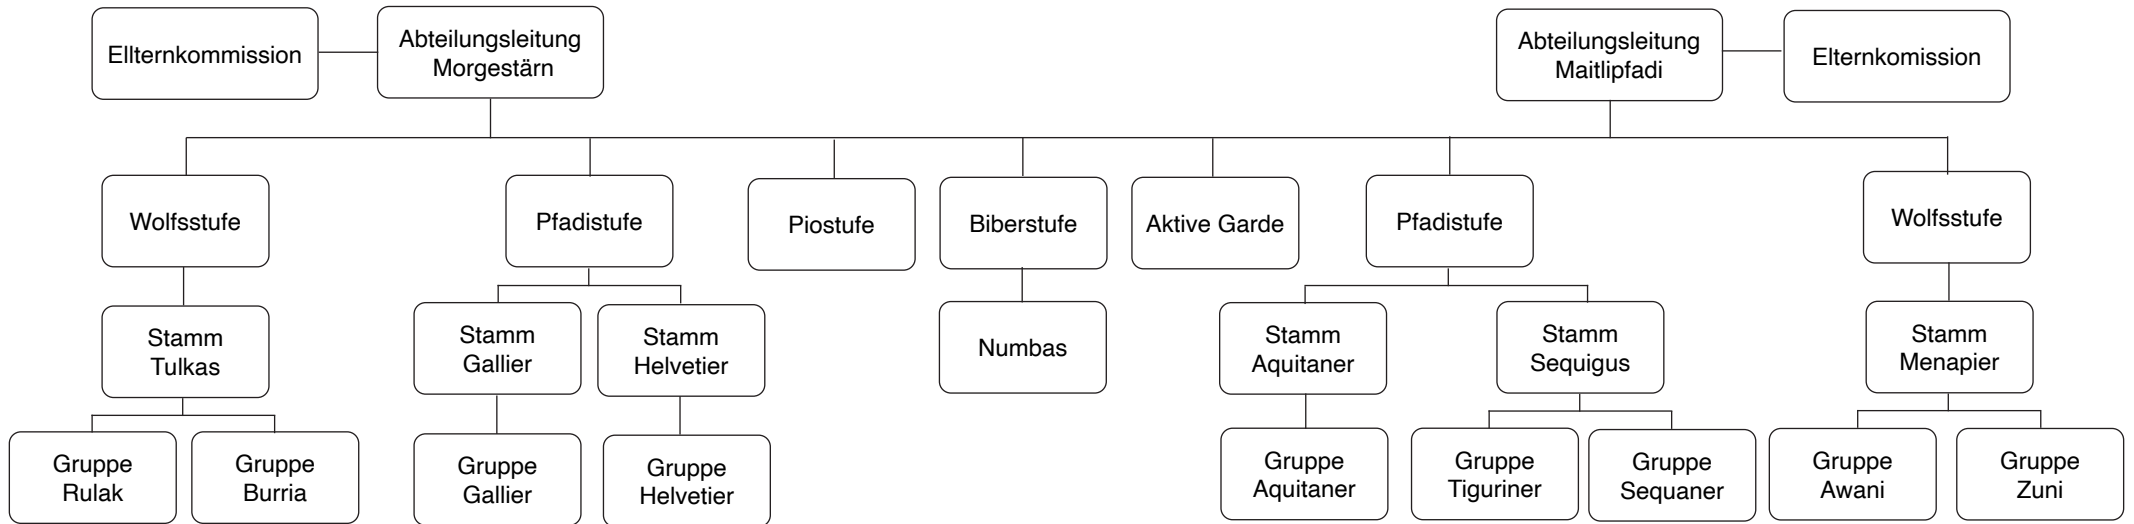 Ellternkommission
Abteilungsleitung
Morgestärn
Abteilungsleitung
Maitlipfadi
Elternkomission
Wolfsstufe
Pfadistufe
Piostufe
Biberstufe
Aktive Garde
Pfadistufe
Wolfsstufe
Stamm
Tulkas
Stamm
Gallier
Stamm
Helvetier
Numbas
Stamm
Aquitaner
Stamm
Sequigus
Stamm
Menapier
Gruppe
Rulak
Gruppe
Burria
Gruppe
Gallier
Gruppe
Helvetier
Gruppe
Aquitaner
Gruppe
Tiguriner
Gruppe
Sequaner
Gruppe
Awani
Gruppe
Zuni